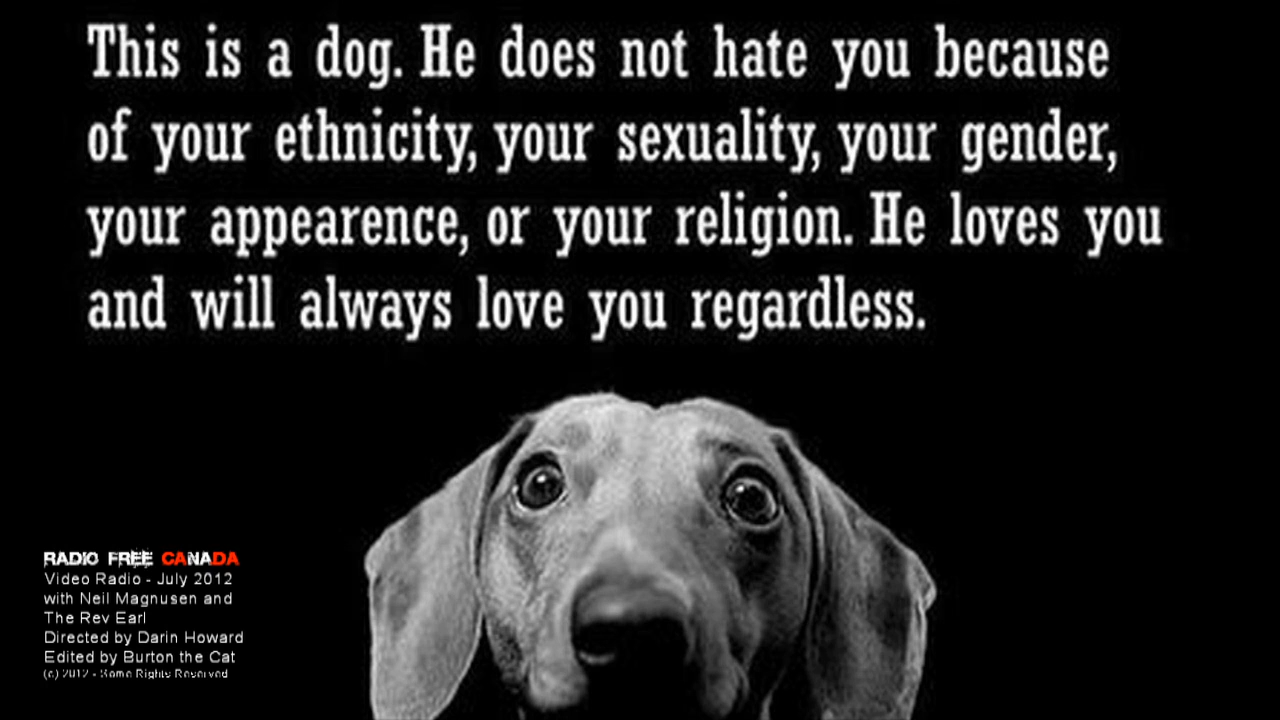 This is a dog. He does not hate you because
of your ethnicity, your sexuality, your gender,
your appearence, or your religion. He loves you
and will always love you regardless.
RADIO FREE CANADA
Video Radio - July 2012
with Neil Magnusen and
The Rev Earl
Directed by Darin Howard
Edited by Burton the Cat
(c) 2012 - Some Rights Reserved